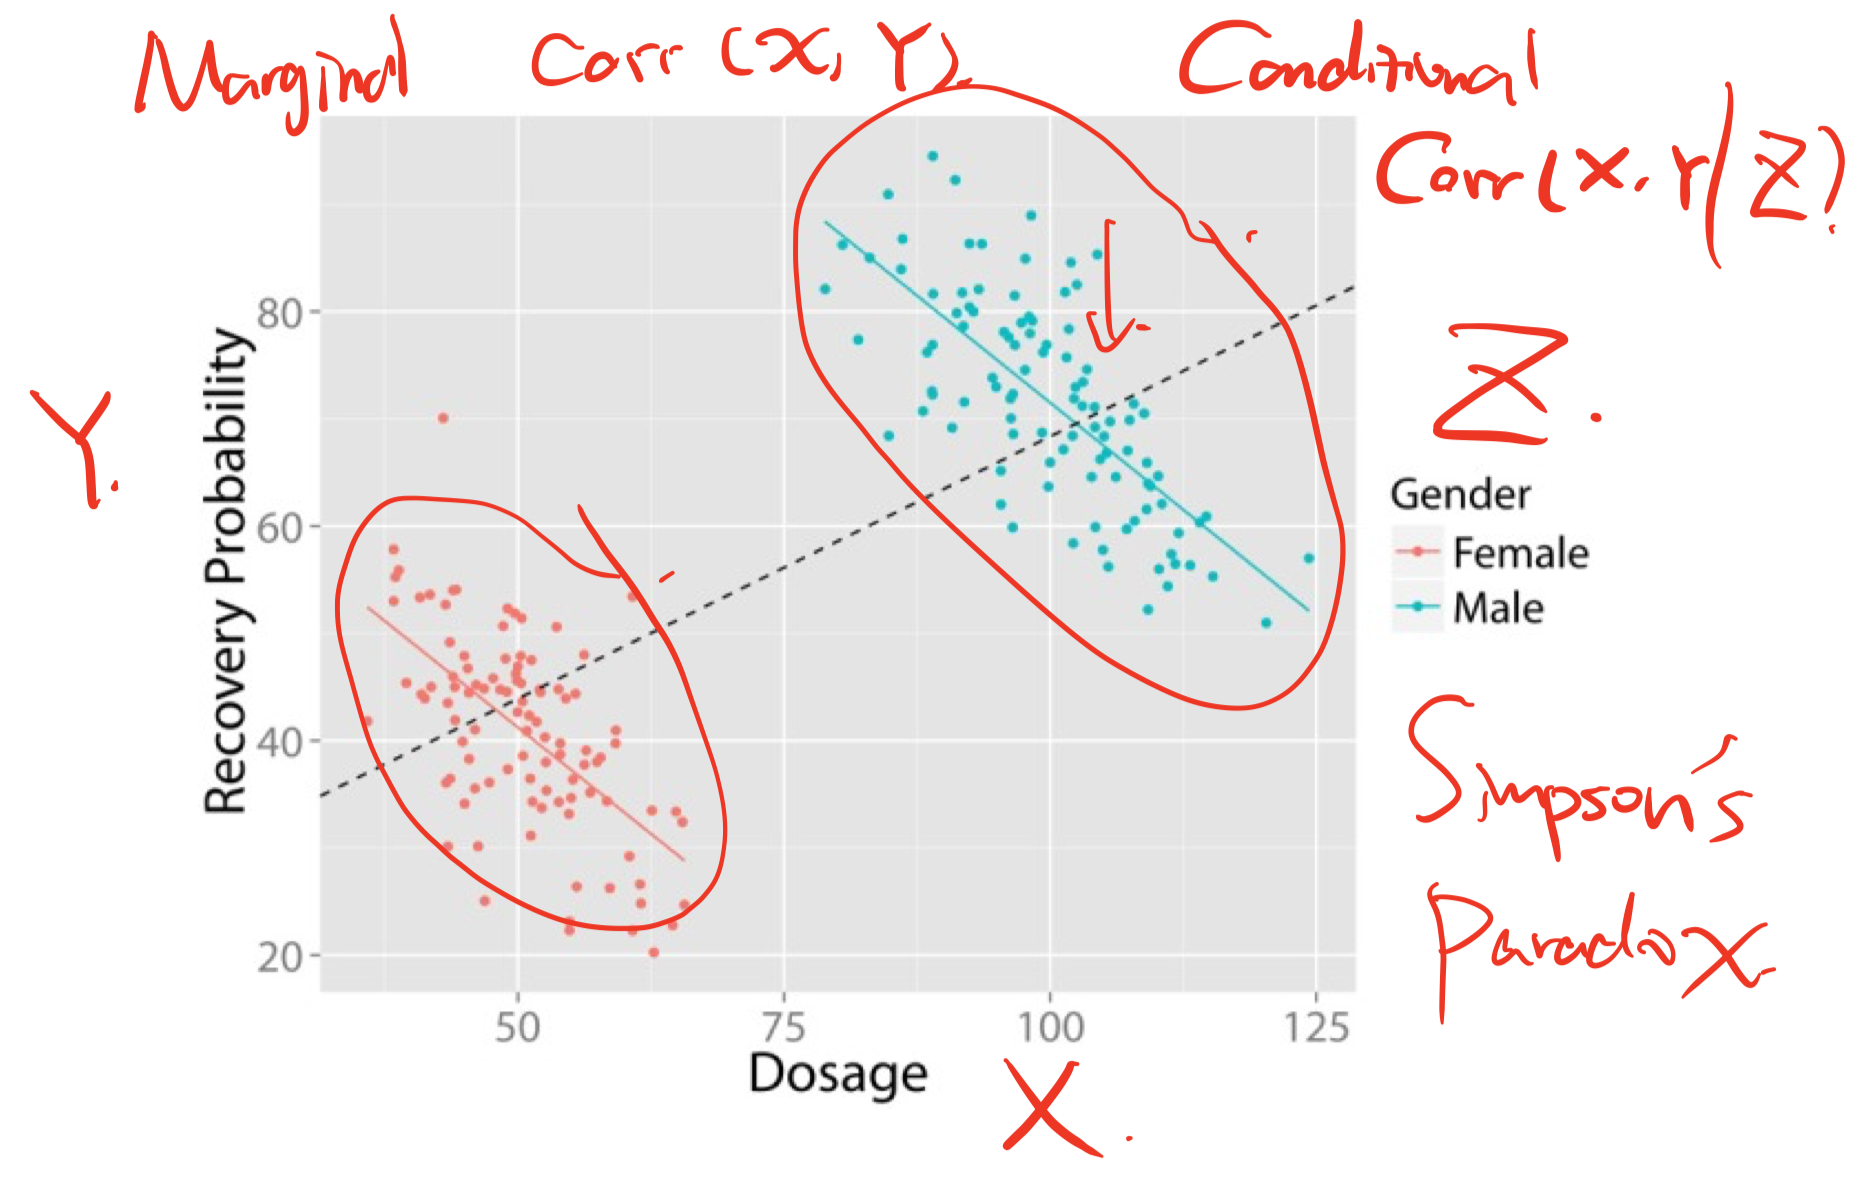 Marginal Corr (X, Y) Conditional
Corr(X, Y|Z)
Y.
Recovery Probability
80
60
40
20
50 75 100 125
Dosage
X.
Z.
Gender
Female
Male
Simpson's
Paradox